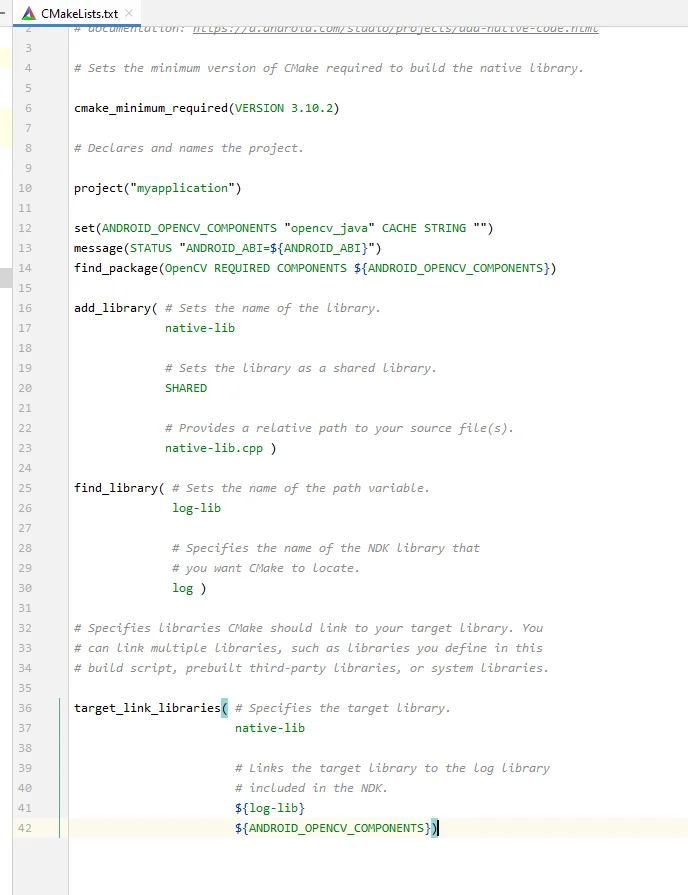 CMakeLists.txt
2 # documentation: https://d.android.com/studio/projects/add-native-code.html
3
4 # Sets the minimum version of CMake required to build the native library.
5
6 cmake_minimum_required(VERSION 3.10.2)
7
8 # Declares and names the project.
9
10 project("myapplication")
11
12 set(ANDROID_OPENCV_COMPONENTS "opencv_java" CACHE STRING "")
13 message(STATUS "ANDROID_ABI=${ANDROID_ABI}")
14 find_package(OpenCV REQUIRED COMPONENTS ${ANDROID_OPENCV_COMPONENTS})
15
16 add_library( # Sets the name of the library.
17 native-lib
18
19 # Sets the library as a shared library.
20 SHARED
21
22 # Provides a relative path to your source file(s).
23 native-lib.cpp )
24
25 find_library( # Sets the name of the path variable.
26 log-lib
27
28 # Specifies the name of the NDK library that
29 # you want CMake to locate.
30 log )
31
32 # Specifies libraries CMake should link to your target library. You
33 # can link multiple libraries, such as libraries you define in this
34 # build script, prebuilt third-party libraries, or system libraries.
35
36 target_link_libraries( # Specifies the target library.
37 native-lib
38
39 # Links the target library to the log library
40 # included in the NDK.
41 ${log-lib}
42 ${ANDROID_OPENCV_COMPONENTS})